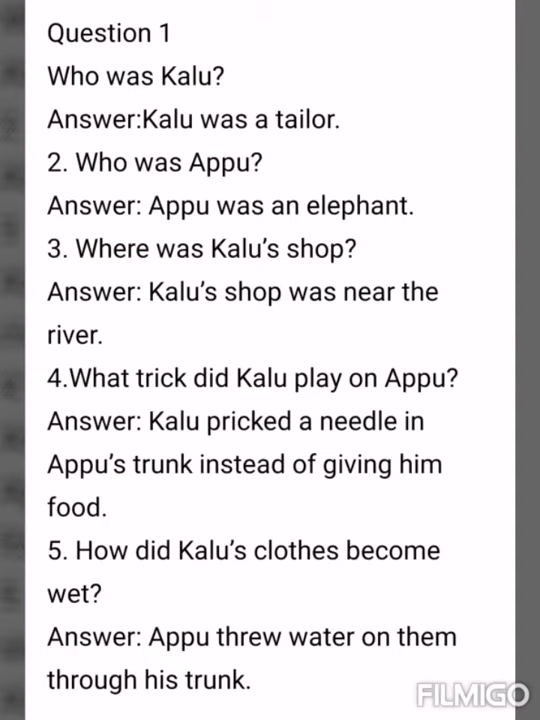 Question 1
Who was Kalu?
Answer:Kalu was a tailor.
2. Who was Appu?
Answer: Appu was an elephant.
3. Where was Kalu’s shop?
Answer: Kalu’s shop was near the
river.
4.What trick did Kalu play on Appu?
Answer: Kalu pricked a needle in
Appu’s trunk instead of giving him
food.
5. How did Kalu’s clothes become
wet?
Answer: Appu threw water on them
through his trunk.
FILMIGO